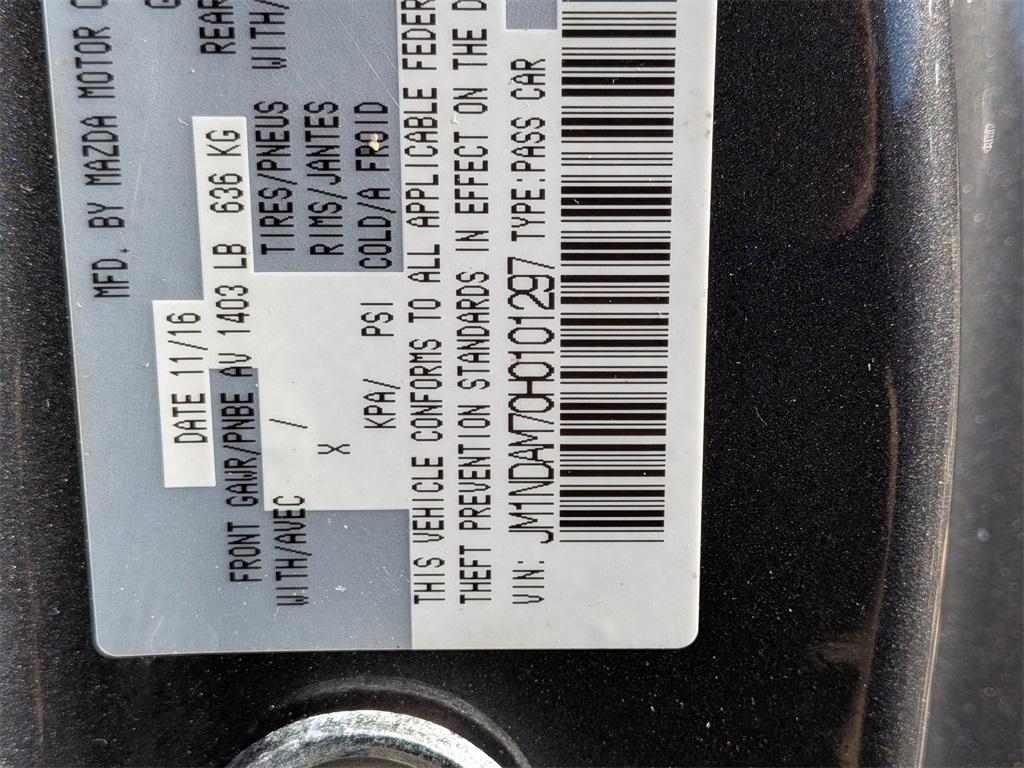 MFD. BY MAZDA MOTOR
DATE 11/16
FRONT GAWR/PNBE AV 1403 LB 636 KG
WITH/AVEC /
TIRES/PNEUS
WITH/
X
RIMS/JANTES
KPA/ PSI
COLD/A FROID
THIS VEHICLE CONFORMS TO ALL APPLICABLE FEDER
THEFT PREVENTION STANDARDS IN EFFECT ON THE D
VIN: JM1NDAM70H0101297 TYPE:PASS CAR